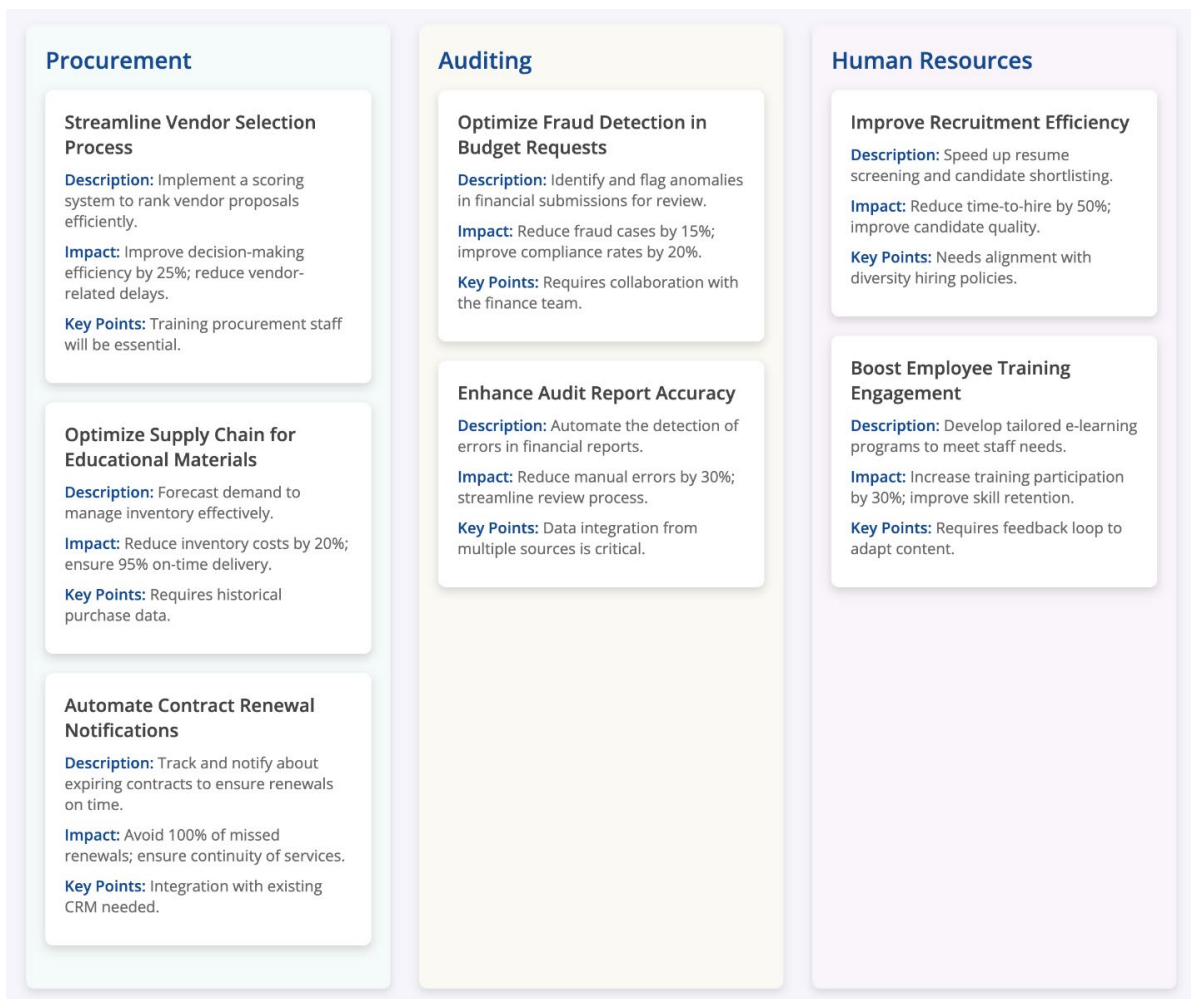 Procurement
Streamline Vendor Selection
Process
Description: Implement a scoring
system to rank vendor proposals
efficiently.
Impact: Improve decision-making
efficiency by 25%; reduce vendor-
related delays.
Key Points: Training procurement staff
will be essential.
Optimize Supply Chain for
Educational Materials
Description: Forecast demand to
manage inventory effectively.
Impact: Reduce inventory costs by 20%;
ensure 95% on-time delivery.
Key Points: Requires historical
purchase data.
Automate Contract Renewal
Notifications
Description: Track and notify about
expiring contracts to ensure renewals
on time.
Impact: Avoid 100% of missed
renewals; ensure continuity of services.
Key Points: Integration with existing
CRM needed.
Auditing
Optimize Fraud Detection in
Budget Requests
Description: Identify and flag anomalies
in financial submissions for review.
Impact: Reduce fraud cases by 15%;
improve compliance rates by 20%.
Key Points: Requires collaboration with
the finance team.
Enhance Audit Report Accuracy
Description: Automate the detection of
errors in financial reports.
Impact: Reduce manual errors by 30%;
streamline review process.
Key Points: Data integration from
multiple sources is critical.
Human Resources
Improve Recruitment Efficiency
Description: Speed up resume
screening and candidate shortlisting.
Impact: Reduce time-to-hire by 50%;
improve candidate quality.
Key Points: Needs alignment with
diversity hiring policies.
Boost Employee Training
Engagement
Description: Develop tailored e-learning
programs to meet staff needs.
Impact: Increase training participation
by 30%; improve skill retention.
Key Points: Requires feedback loop to
adapt content.